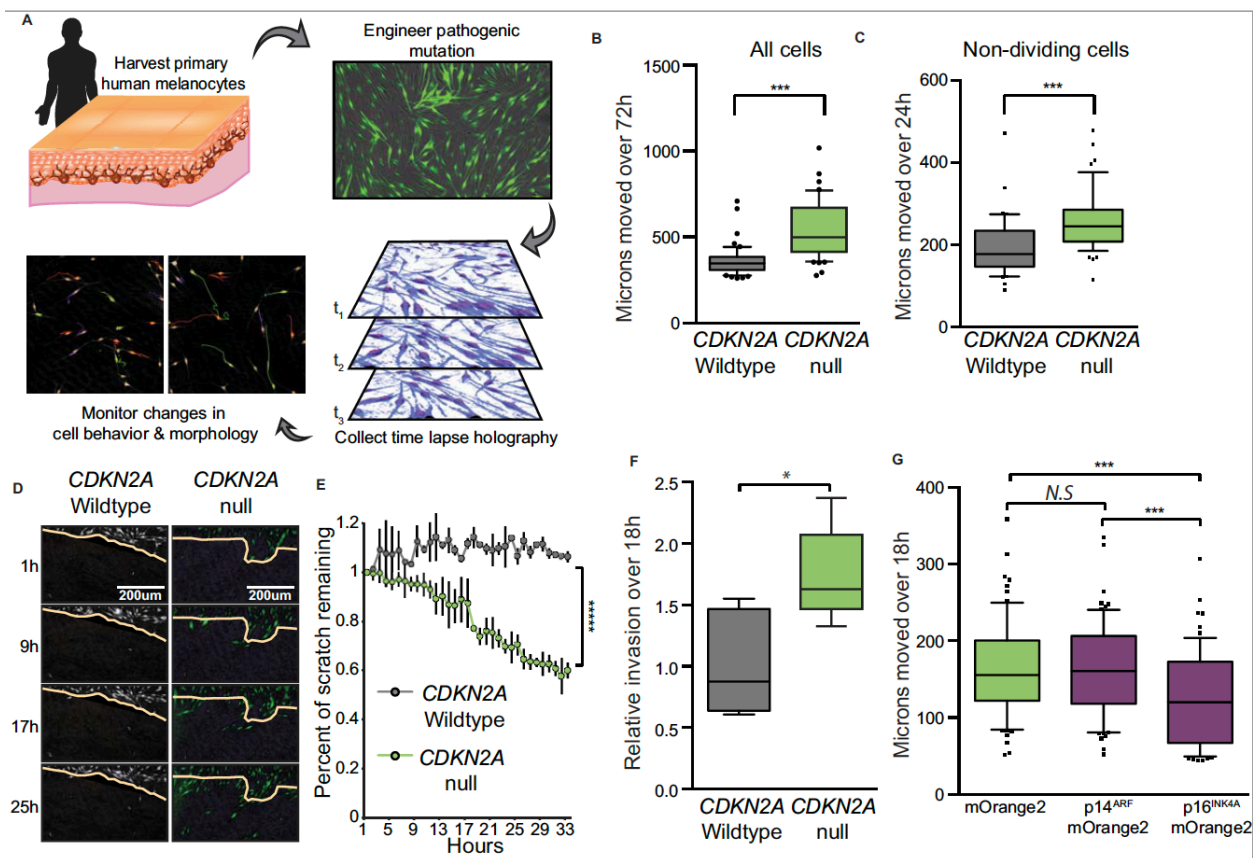 A
Harvest primary
human melanocytes
Engineer pathogenic
mutation
t1
t2
t3
Collect time lapse holography
Monitor changes in
cell behavior & morphology
B
All cells
***
Microns moved over 72h
1500
1000
500
0
CDKN2A
Wildtype
CDKN2A
null
C
Non-dividing cells
***
Microns moved over 24h
600
400
200
0
CDKN2A
Wildtype
CDKN2A
null
D
CDKN2A
Wildtype
CDKN2A
null
1h
200um
200um
9h
17h
25h
E
Percent of scratch remaining
1.2
1
0.8
0.6
0.4
1.2
0
CDKN2A
Wildtype
CDKN2A
null
*****
1 5 9 13 17 21 25 29 33
Hours
F
*
Relative invasion over 18h
2.5
2.0
1.5
1.0
0.5
0.0
CDKN2A
Wildtype
CDKN2A
null
G
***
N.S
***
Microns moved over 18h
400
300
200
100
00
mOrange2
p14ARF
mOrange2
p16INK4A
mOrange2